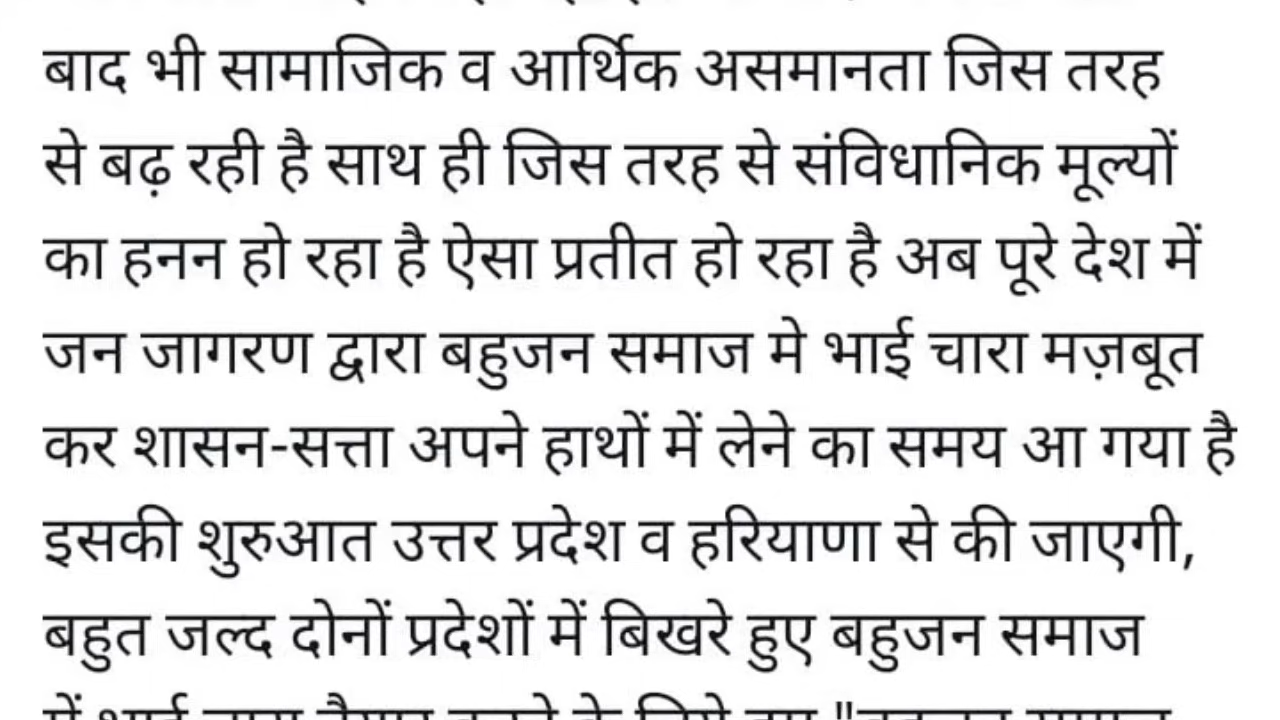 बाद भी सामाजिक व आर्थिक असमानता जिस तरह
से बढ़ रही है साथ ही जिस तरह से संविधानिक मूल्यों
का हनन हो रहा है ऐसा प्रतीत हो रहा है अब पूरे देश में
जन जागरण द्वारा बहुजन समाज मे भाई चारा मज़बूत
कर शासन-सत्ता अपने हाथों में लेने का समय आ गया है
इसकी शुरुआत उत्तर प्रदेश व हरियाणा से की जाएगी,
बहुत जल्द दोनों प्रदेशों में बिखरे हुए बहुजन समाज